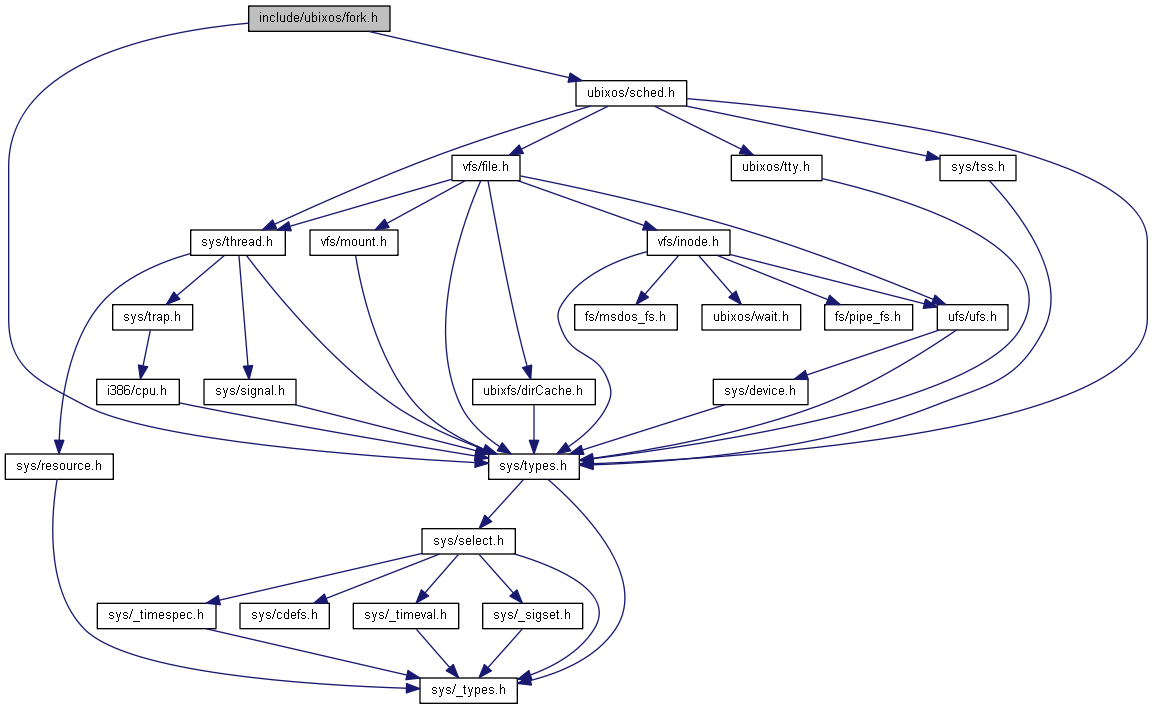 include/ubixos/fork.h
ubixos/sched.h
vfs/file.h
ubixos/tty.h
sys/tss.h
sys/thread.h
vfs/mount.h
vfs/inode.h
sys/trap.h
fs/msdos_fs.h
ubixos/wait.h
fs/pipe_fs.h
ufs/ufs.h
i386/cpu.h
sys/signal.h
ubixfs/dirCache.h
sys/device.h
sys/resource.h
sys/types.h
sys/select.h
sys/_timespec.h
sys/cdefs.h
sys/_timeval.h
sys/_sigset.h
sys/_types.h